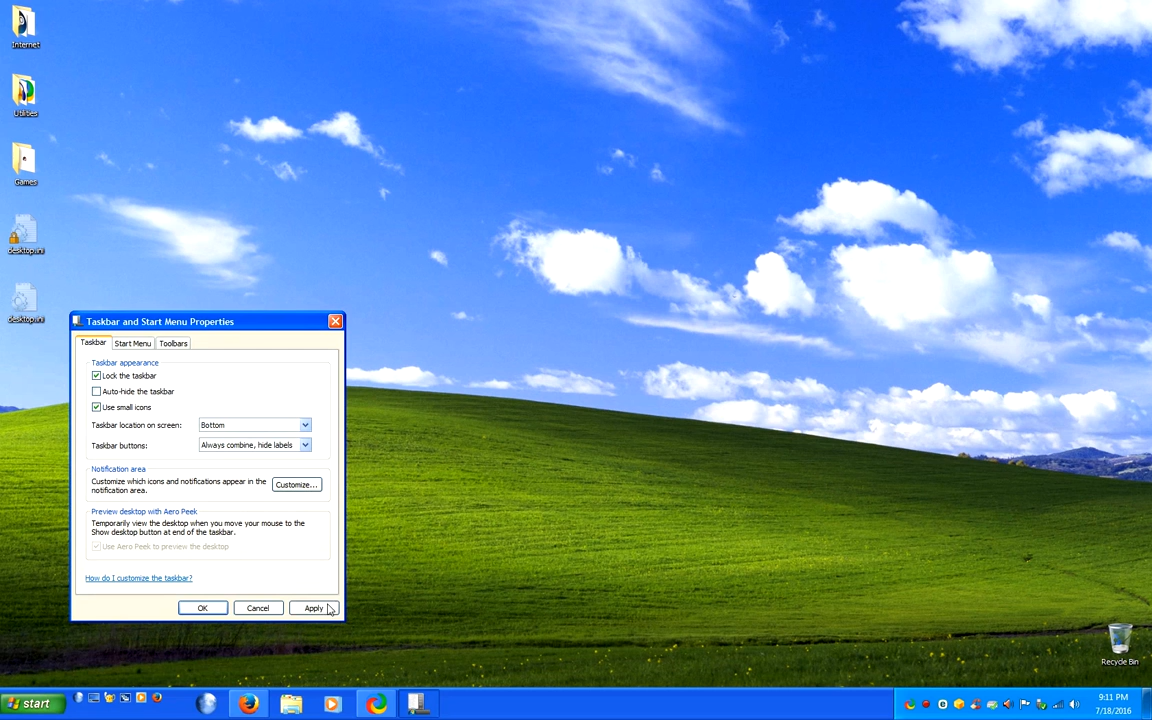 Internet
Utilities
Games
desktop.ini
desktop.ini
Taskbar and Start Menu Properties
Taskbar
Start Menu
Toolbars
Taskbar appearance
Lock the taskbar
Auto-hide the taskbar
Use small icons
Taskbar location on screen:
Bottom
Taskbar buttons:
Always combine, hide labels
Notification area
Customize which icons and notifications appear in the
notification area.
Customize...
Preview desktop with Aero Peek
Temporarily view the desktop when you move your mouse to the
Show desktop button at end of the taskbar.
Use Aero Peek to preview the desktop
How do I customize the taskbar?
OK
Cancel
Apply
Recycle Bin
start
9:11 PM
7/18/2016